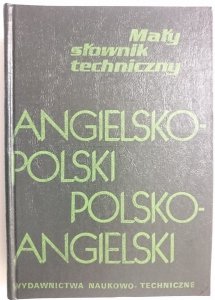 Mały
słownik
techniczny
ANGIELSKO-
POLSKI
POLSKO-
ANGIELSKI
WYDAWNICTWA NAUKOWO-TECHNICZNE